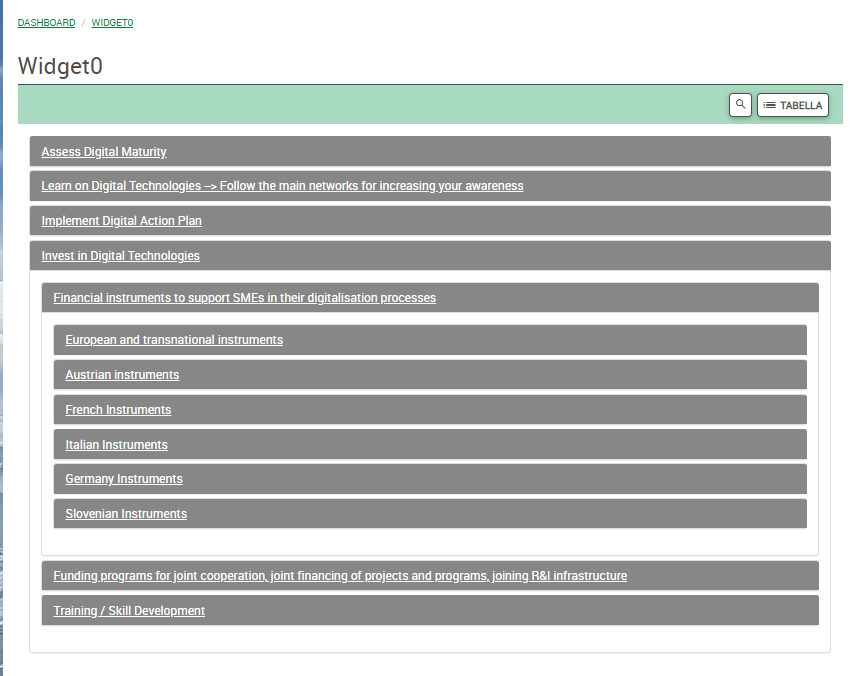 DASHBOARD / WIDGET0
Widget0
TABELLA
Assess Digital Maturity
Learn on Digital Technologies --> Follow the main networks for increasing your awareness
Implement Digital Action Plan
Invest in Digital Technologies
Financial instruments to support SMEs in their digitalisation processes
European and transnational instruments
Austrian instruments
French Instruments
Italian Instruments
Germany Instruments
Slovenian Instruments
Funding programs for joint cooperation, joint financing of projects and programs, joining R&I infrastructure
Training / Skill Development